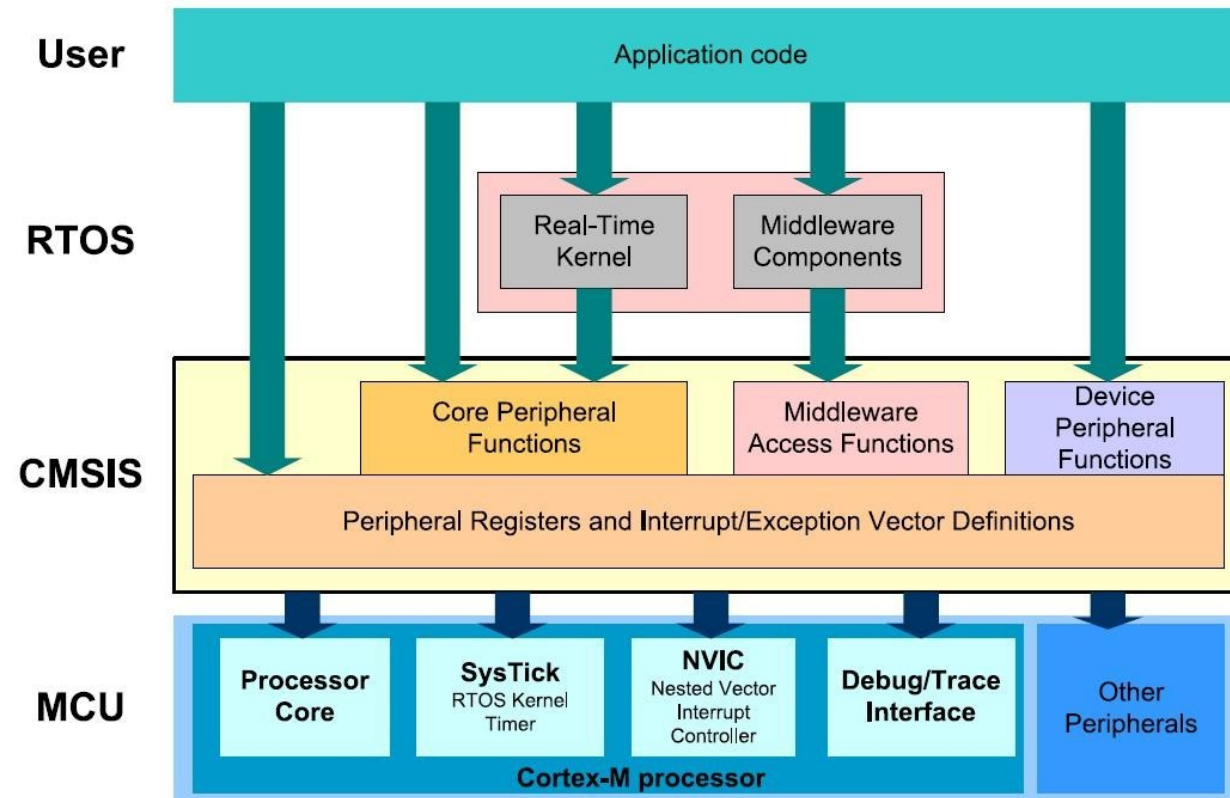 User
Application code
RTOS
Real-Time
Kernel
Middleware
Components
CMSIS
Core Peripheral
Functions
Middleware
Access Functions
Device
Peripheral
Functions
Peripheral Registers and Interrupt/Exception Vector Definitions
MCU
Processor
Core
SysTick
RTOS Kernel
Timer
NVIC
Nested Vector
Interrupt
Controller
Debug/Trace
Interface
Other
Peripherals
Cortex-M processor